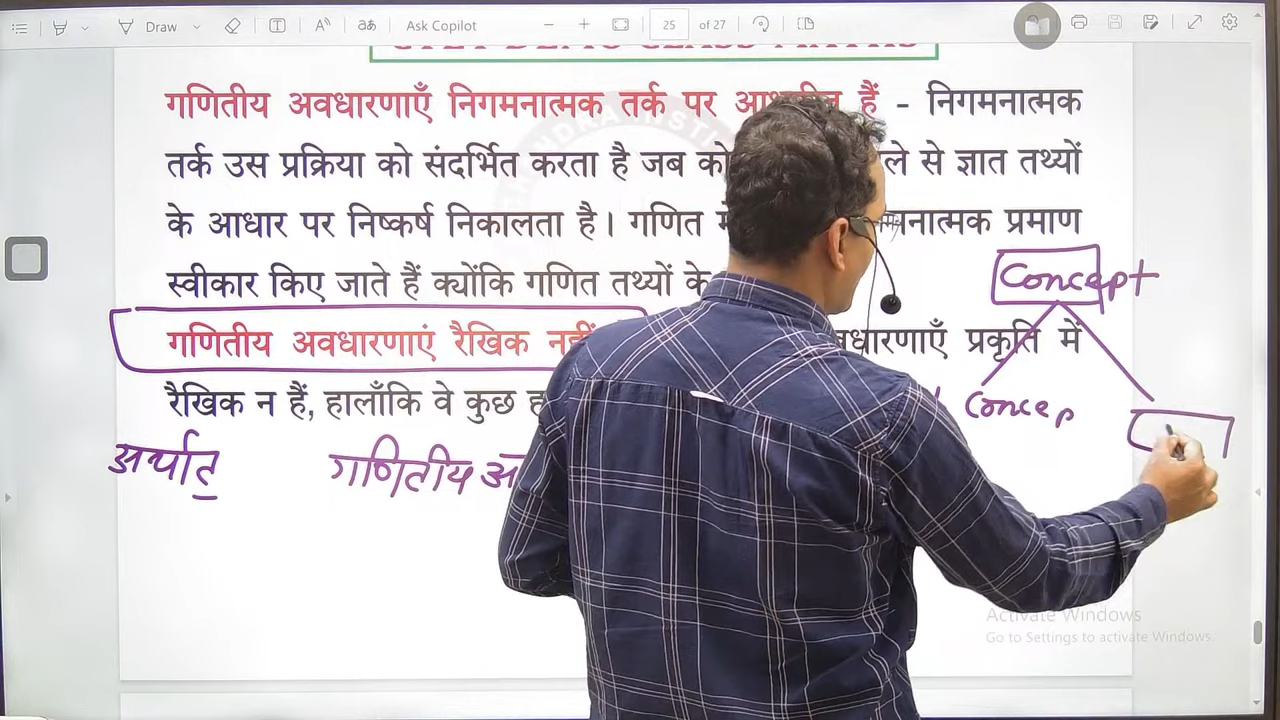 Draw
Ask Copilot
25 of 27
गणितीय अवधारणाएँ निगमनात्मक तर्क पर हैं - निगमनात्मक
तर्क उस प्रक्रिया को संदर्भित करता है जब से ज्ञात तथ्यों
के आधार पर निष्कर्ष निकालता है। गणित प्रमाण
स्वीकार किए जाते हैं क्योंकि गणित तथ्यों के
Concept
गणितीय अवधारणाएं रैखिक नहीं प्रकृति में
रैखिक न हैं, हालाँकि वे कुछ
Concep
अर्थात गणितीय
Activate Windows
Go to Settings to activate Windows.